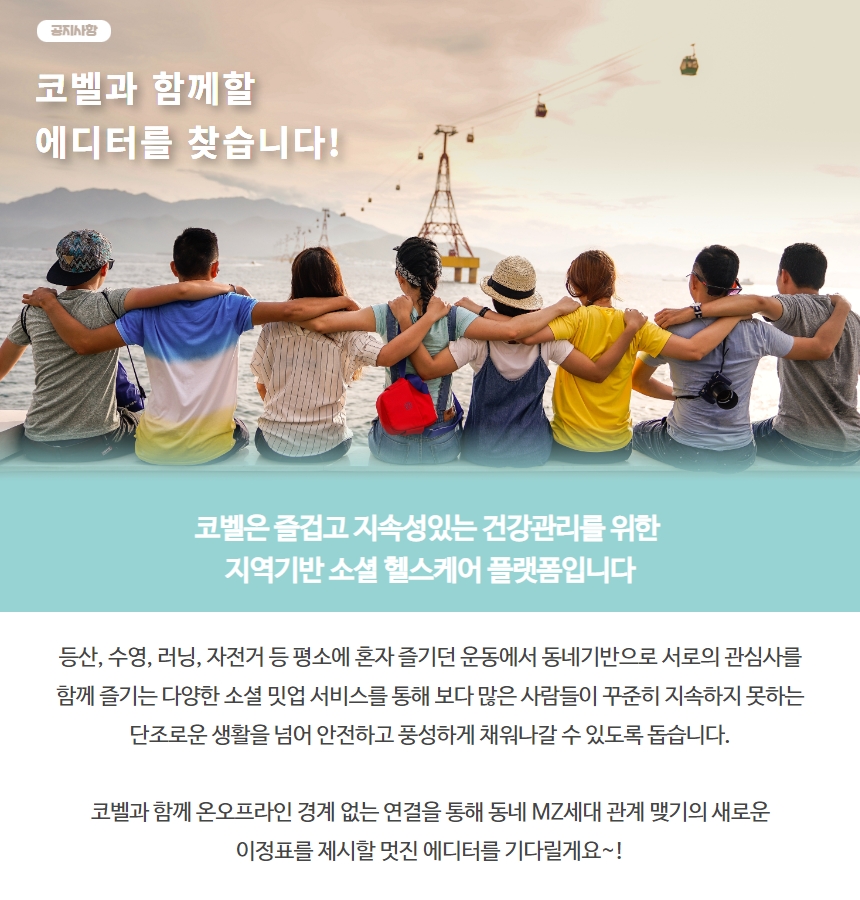 공지사항
코벨과 함께할
에디터를 찾습니다!
코벨은 즐겁고 지속성있는 건강관리를 위한
지역기반 소셜 헬스케어 플랫폼입니다
등산, 수영, 러닝, 자전거 등 평소에 혼자 즐기던 운동에서 동네기반으로 서로의 관심사를
함께 즐기는 다양한 소셜 밋업 서비스를 통해 보다 많은 사람들이 꾸준히 지속하지 못하는
단조로운 생활을 넘어 안전하고 풍성하게 채워나갈 수 있도록 돕습니다.
코벨과 함께 온오프라인 경계 없는 연결을 통해 동네 MZ세대 관계 맺기의 새로운
이정표를 제시할 멋진 에디터를 기다릴게요~!